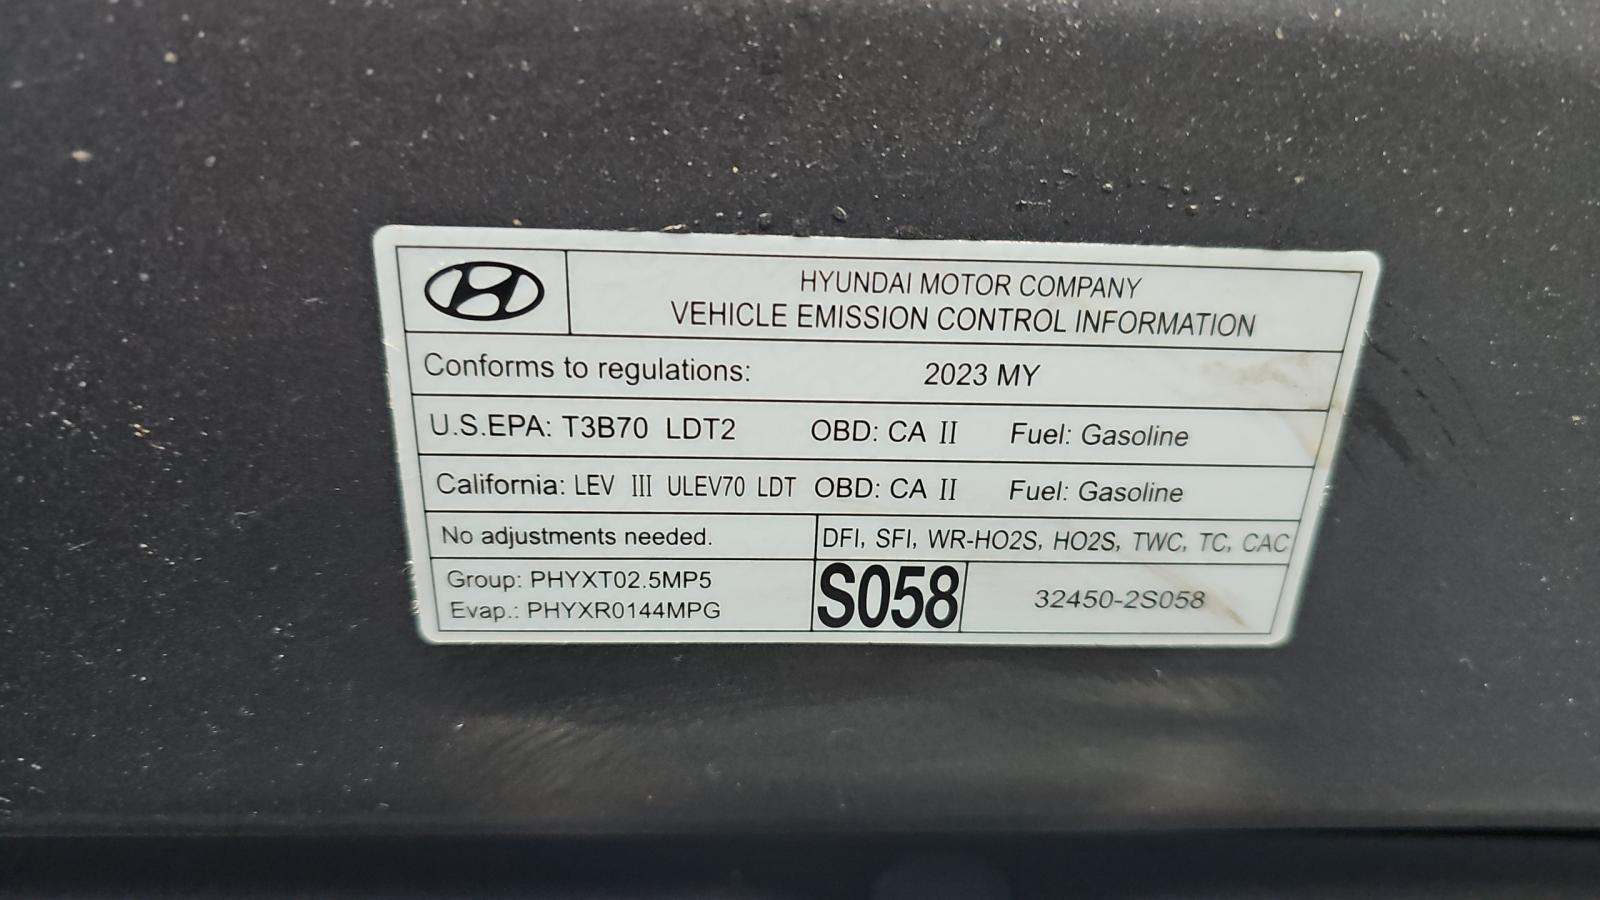 HYUNDAI MOTOR COMPANY
VEHICLE EMISSION CONTROL INFORMATION
Conforms to regulations: 2023 MY
U.S.EPA: T3B70 LDT2 OBD: CA II Fuel: Gasoline
California: LEV III ULEV70 LDT OBD: CA II Fuel: Gasoline
No adjustments needed. DFI, SFI, WR-HO2S, HO2S, TWC, TC, CAC
Group: PHYXT02.5MP5
Evap.: PHYXR0144MPG
S058 32450-2S058